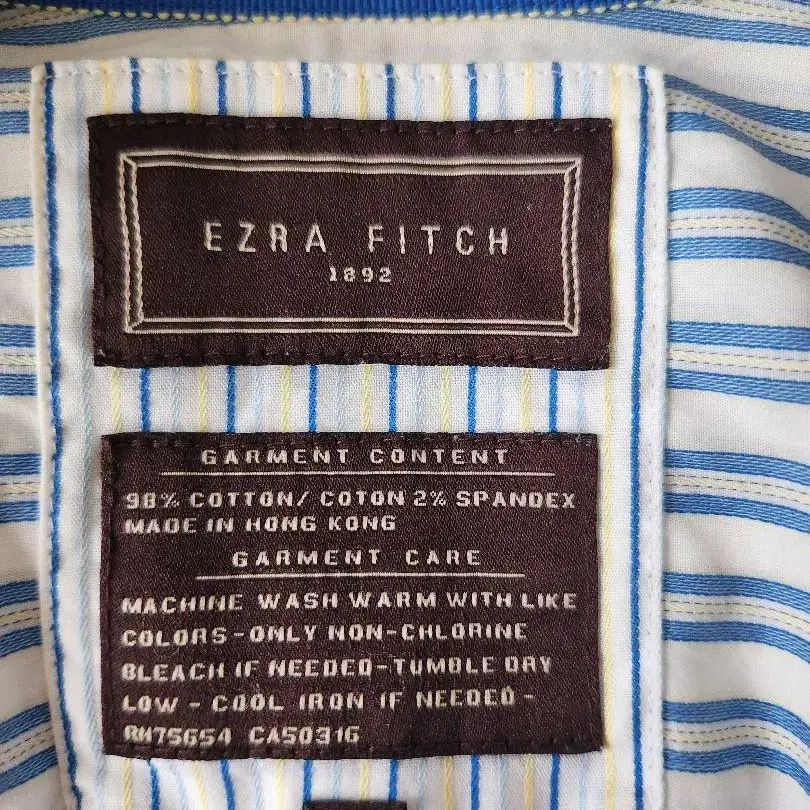 EZRA FITCH
1892
GARMENT CONTENT
98% COTTON/ COTON 2% SPANDEX
MADE IN HONG KONG
GARMENT CARE
MACHINE WASH WARM WITH LIKE
COLORS-ONLY NON-CHLORINE
BLEACH IF NEEDED-TUMBLE DRY
LOW - COOL IRON IF NEEDED -
RN75654 CA50316